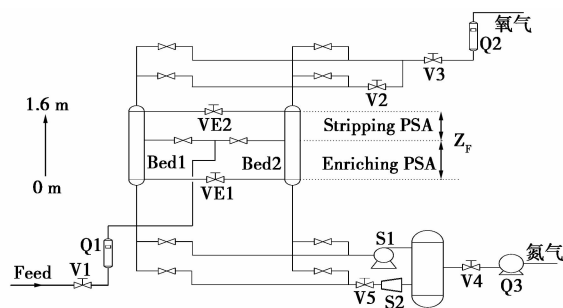 氧气
Q2
V3
V2
1.6 m
VE2
Stripping PSA
Z_F
Bed1
Bed2
Enriching PSA
0 m
VE1
Q1
S1
氮气
Feed
V1
V4
Q3
V5
S2